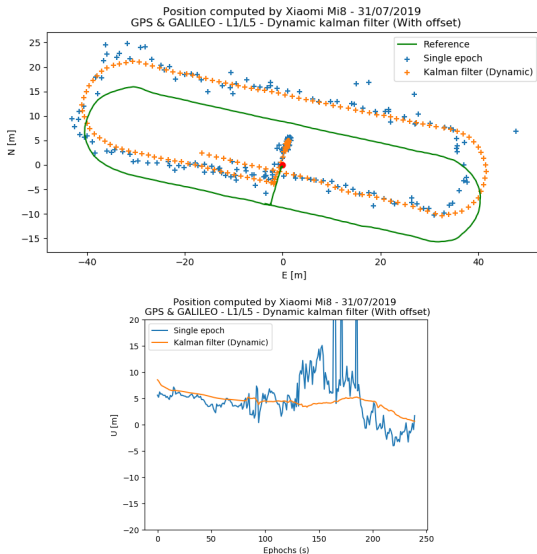 Position computed by Xiaomi Mi8 - 31/07/2019
GPS & GALILEO - L1/L5 - Dynamic kalman filter (With offset)
Reference
Single epoch
Kalman filter (Dynamic)
25
20
15
10
5
0
−5
−10
−15
N [m]
−40
−20
0
20
40
E [m]
Position computed by Xiaomi Mi8 - 31/07/2019
GPS & GALILEO - L1/L5 - Dynamic kalman filter (With offset)
Single epoch
Kalman filter (Dynamic)
20
15
10
5
0
−5
−10
−15
−20
U [m]
0
50
100
150
200
250
Ephochs (s)